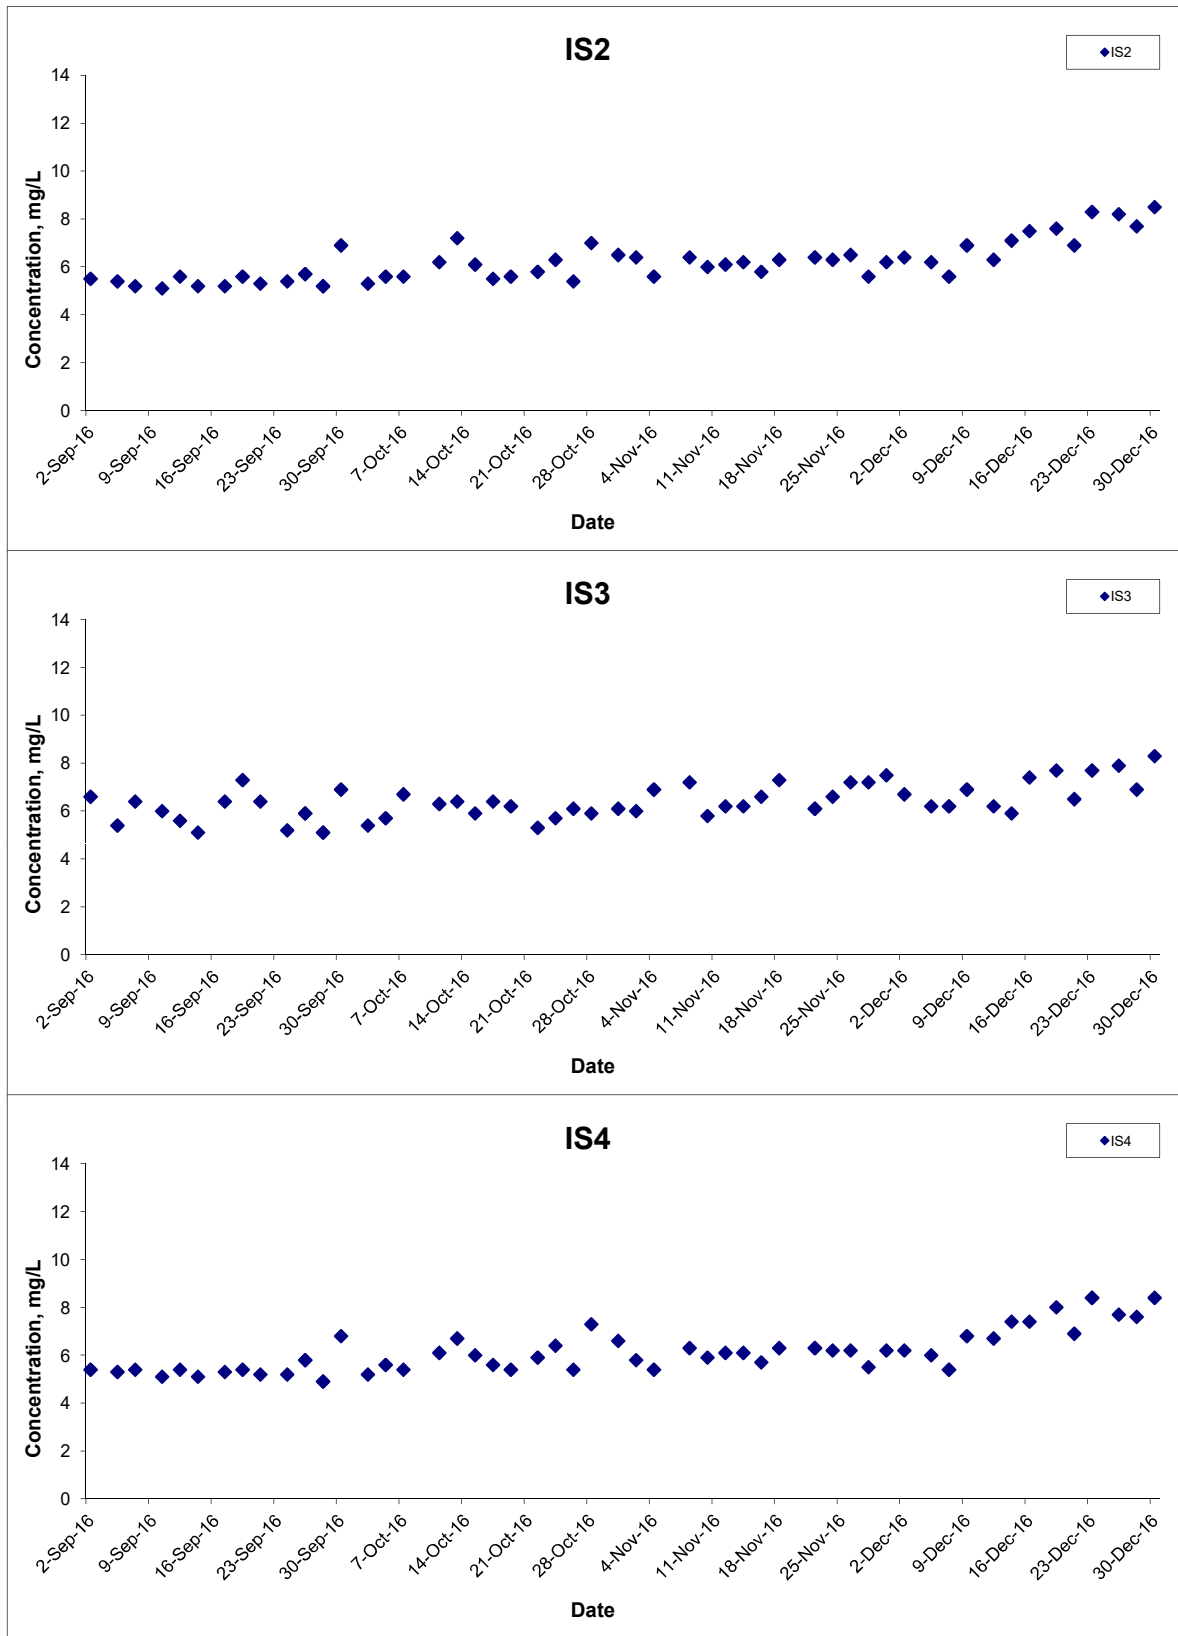 IS2
IS2
14
12
10
8
6
4
2
0
Concentration, mg/L
2-Sep-16
9-Sep-16
16-Sep-16
23-Sep-16
30-Sep-16
7-Oct-16
14-Oct-16
21-Oct-16
28-Oct-16
4-Nov-16
11-Nov-16
18-Nov-16
25-Nov-16
2-Dec-16
9-Dec-16
16-Dec-16
23-Dec-16
30-Dec-16
Date
IS3
IS3
14
12
10
8
6
4
2
0
Concentration, mg/L
2-Sep-16
9-Sep-16
16-Sep-16
23-Sep-16
30-Sep-16
7-Oct-16
14-Oct-16
21-Oct-16
28-Oct-16
4-Nov-16
11-Nov-16
18-Nov-16
25-Nov-16
2-Dec-16
9-Dec-16
16-Dec-16
23-Dec-16
30-Dec-16
Date
IS4
IS4
14
12
10
8
6
4
2
0
Concentration, mg/L
2-Sep-16
9-Sep-16
16-Sep-16
23-Sep-16
30-Sep-16
7-Oct-16
14-Oct-16
21-Oct-16
28-Oct-16
4-Nov-16
11-Nov-16
18-Nov-16
25-Nov-16
2-Dec-16
9-Dec-16
16-Dec-16
23-Dec-16
30-Dec-16
Date